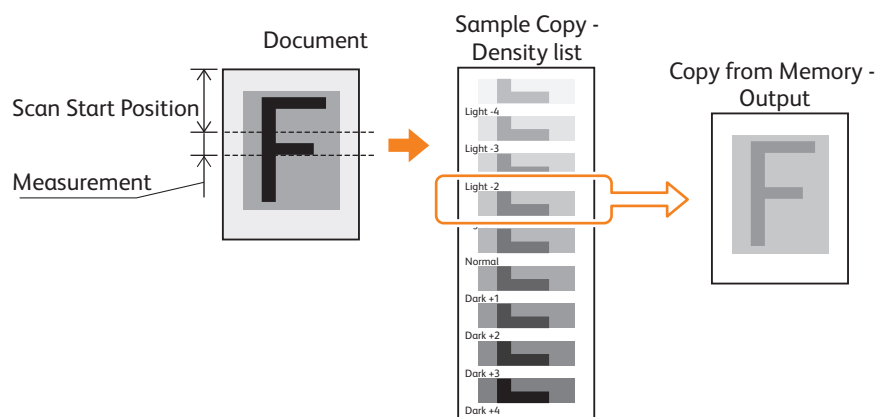 Document
Sample Copy -
Density list
Copy from Memory -
Output
Scan Start Position
Measurement
F
Light -4
Light -3
Light -2
Normal
Dark +1
Dark +2
Dark +3
Dark +4
F